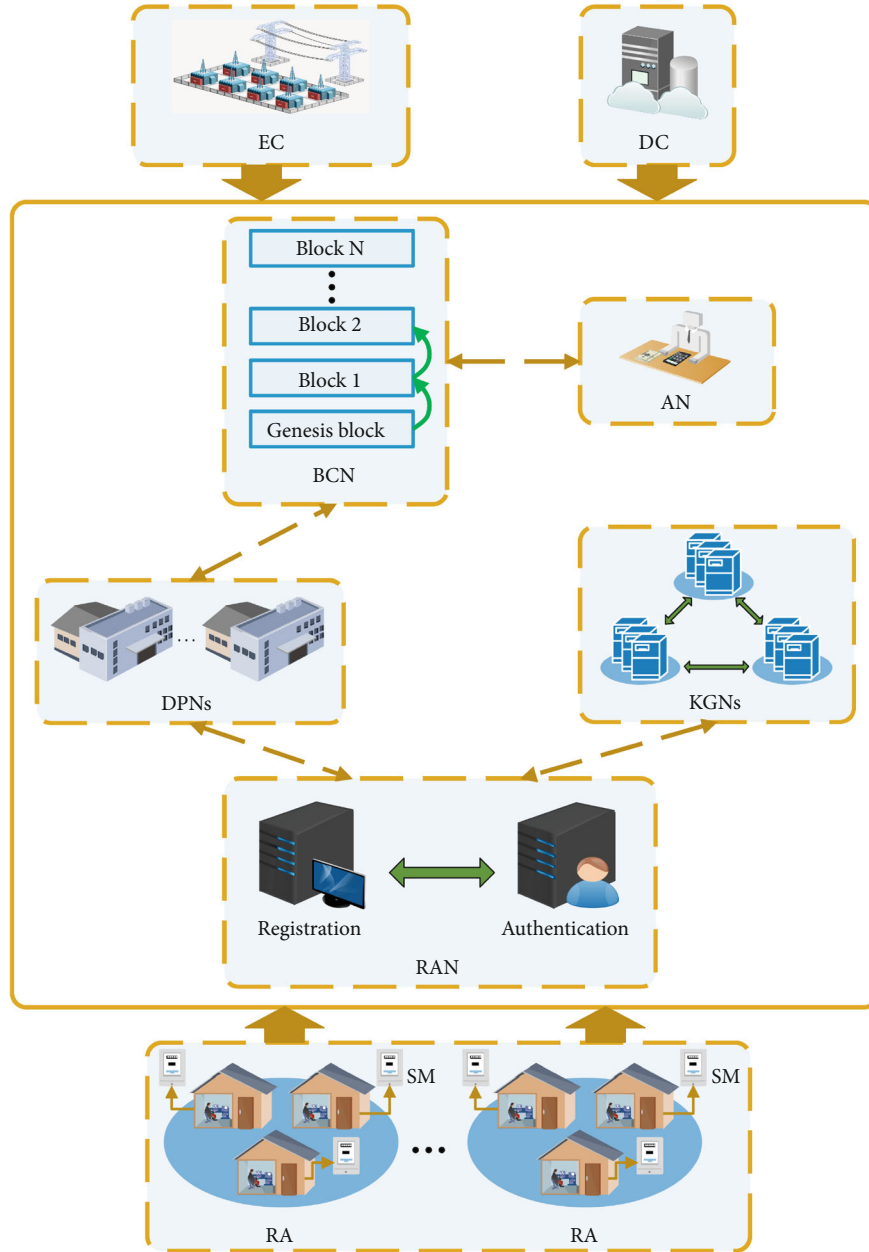 EC
DC
Block N
Block 2
Block 1
Genesis block
BCN
AN
DPNs
KGNs
Registration
Authentication
RAN
SM
SM
RA
RA